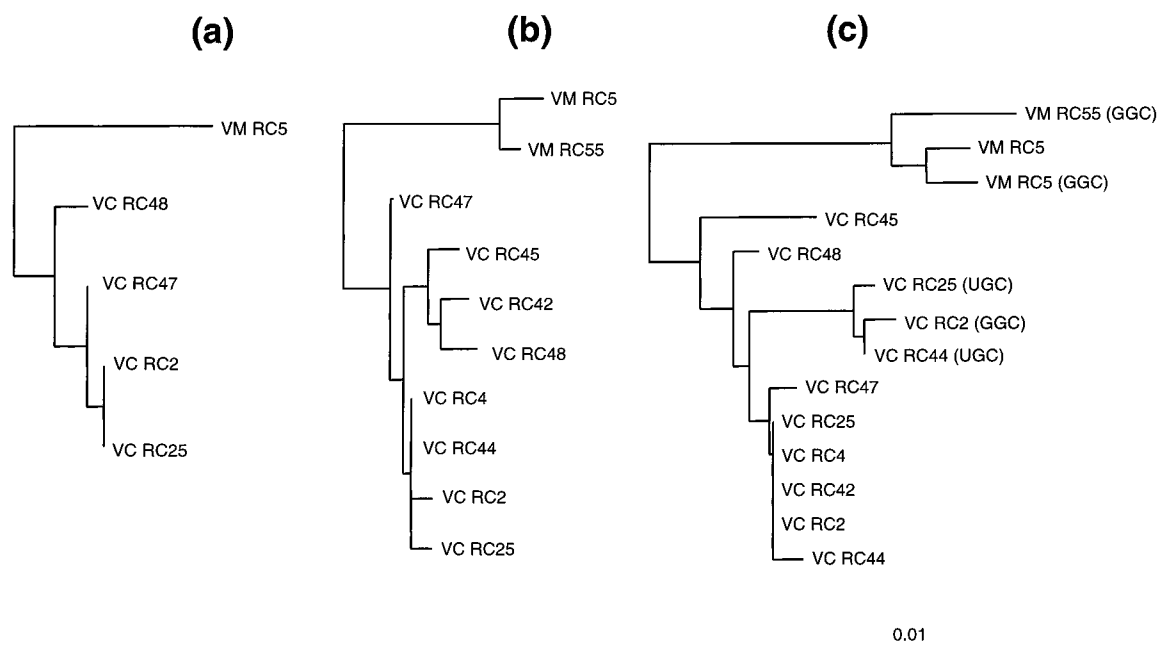 (a)
(b)
(c)
VM RC5
VC RC48
VC RC47
VC RC2
VC RC25
VM RC5
VM RC55
VC RC47
VC RC45
VC RC42
VC RC48
VC RC4
VC RC44
VC RC2
VC RC25
VM RC55 (GGC)
VM RC5
VM RC5 (GGC)
VC RC45
VC RC48
VC RC25 (UGC)
VC RC2 (GGC)
VC RC44 (UGC)
VC RC47
VC RC25
VC RC4
VC RC42
VC RC2
VC RC44
0.01